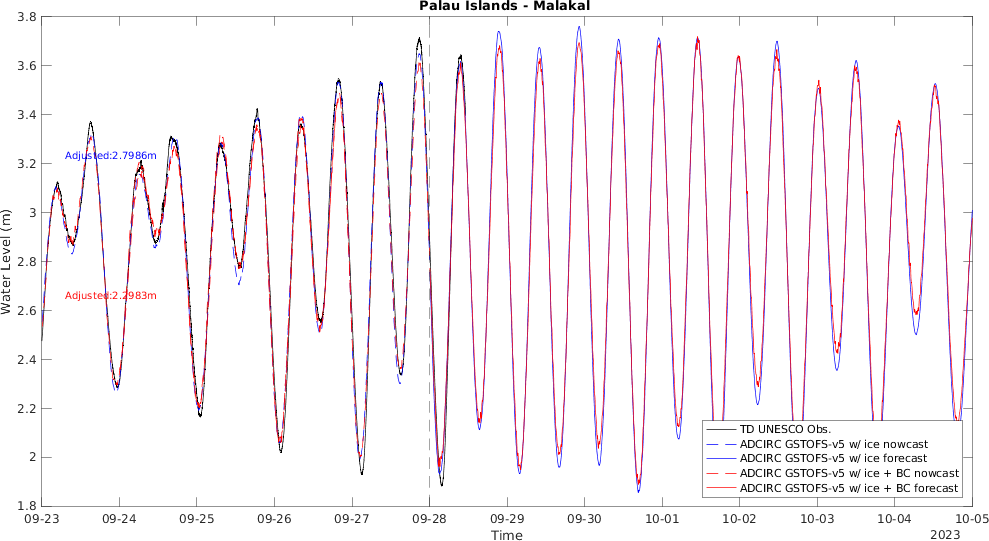 Palau Islands - Malakal
3.8
3.6
3.4
3.2
3
2.8
2.6
2.4
2.2
2
1.8
Water Level (m)
Adjusted:2.7986m
Adjusted:2.2983m
TD UNESCO Obs.
ADCIRC GSTOFS-v5 w/ ice nowcast
ADCIRC GSTOFS-v5 w/ ice forecast
ADCIRC GSTOFS-v5 w/ ice + BC nowcast
ADCIRC GSTOFS-v5 w/ ice + BC forecast
09-23 09-24 09-25 09-26 09-27 09-28 09-29 09-30 10-01 10-02 10-03 10-04 10-05
Time
2023